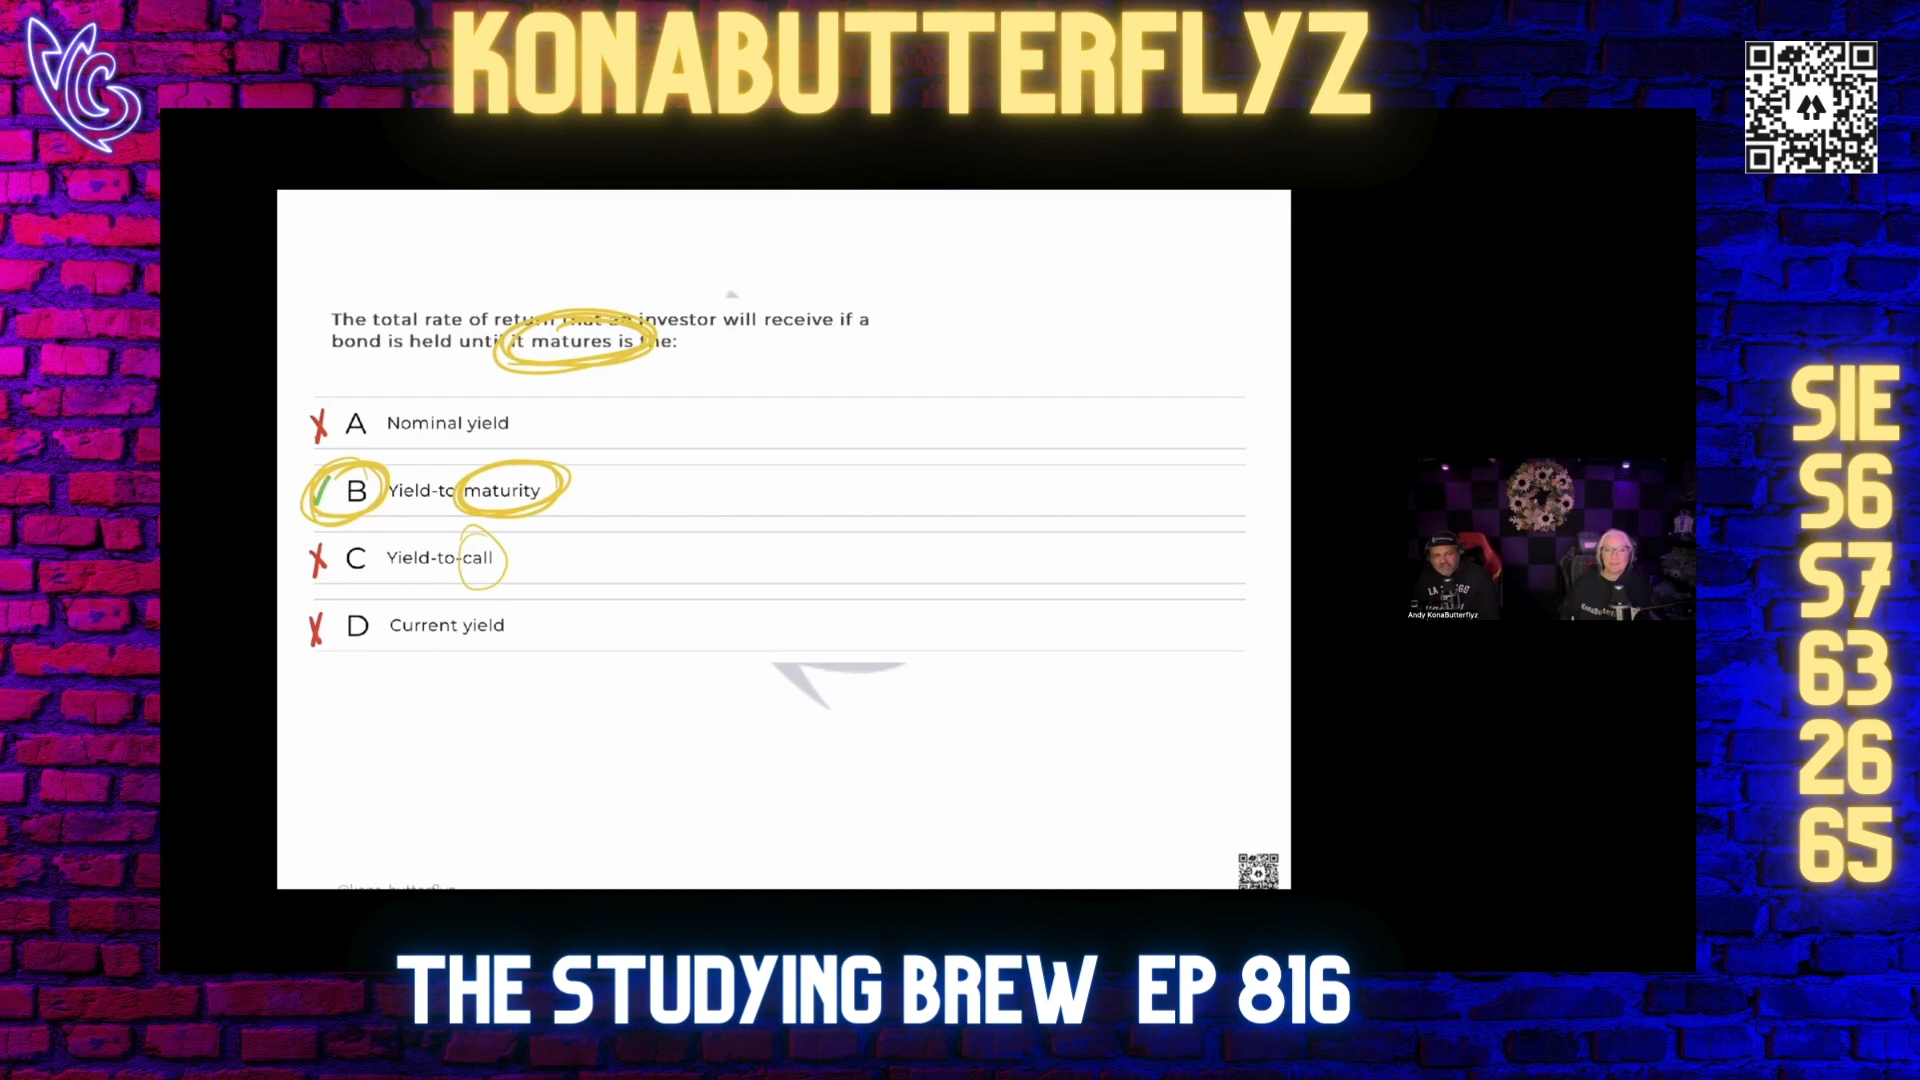 KONABUTTERFLYZ
The total rate of return that an investor will receive if a
bond is held until it matures is the:
A Nominal yield
B Yield-to-maturity
C Yield-to-call
D Current yield
Andy KonaButterflyz
SIE
S6
S7
63
26
65
THE STUDYING BREW EP 816